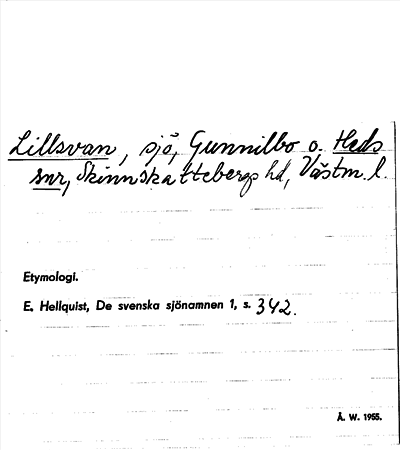 Lillsvan, sjö, Gunnilbo o. Heds
snr, Skinnskattebergs hd, Västm. l.
Etymologi.
E. Hellquist, De svenska sjönamnen 1, s. 342.
Å. W. 1955.